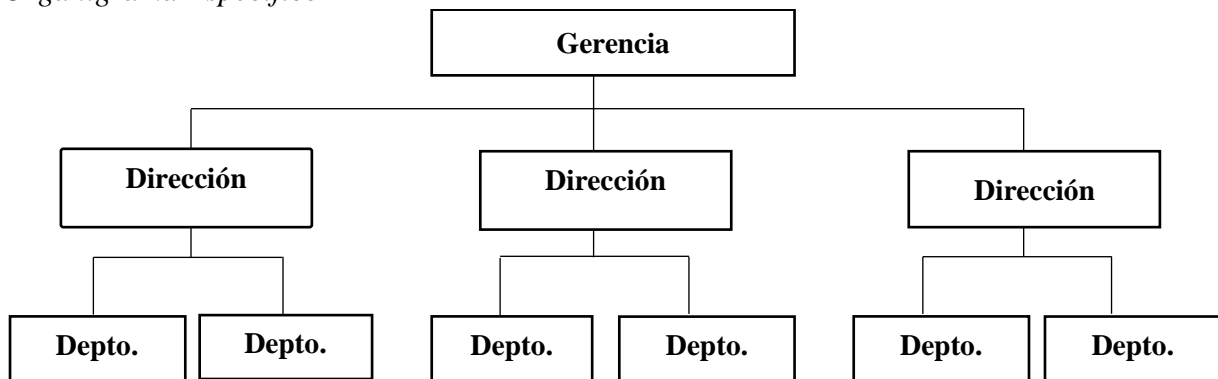 Gerencia
Dirección Dirección Dirección
Depto. Depto. Depto. Depto. Depto. Depto.